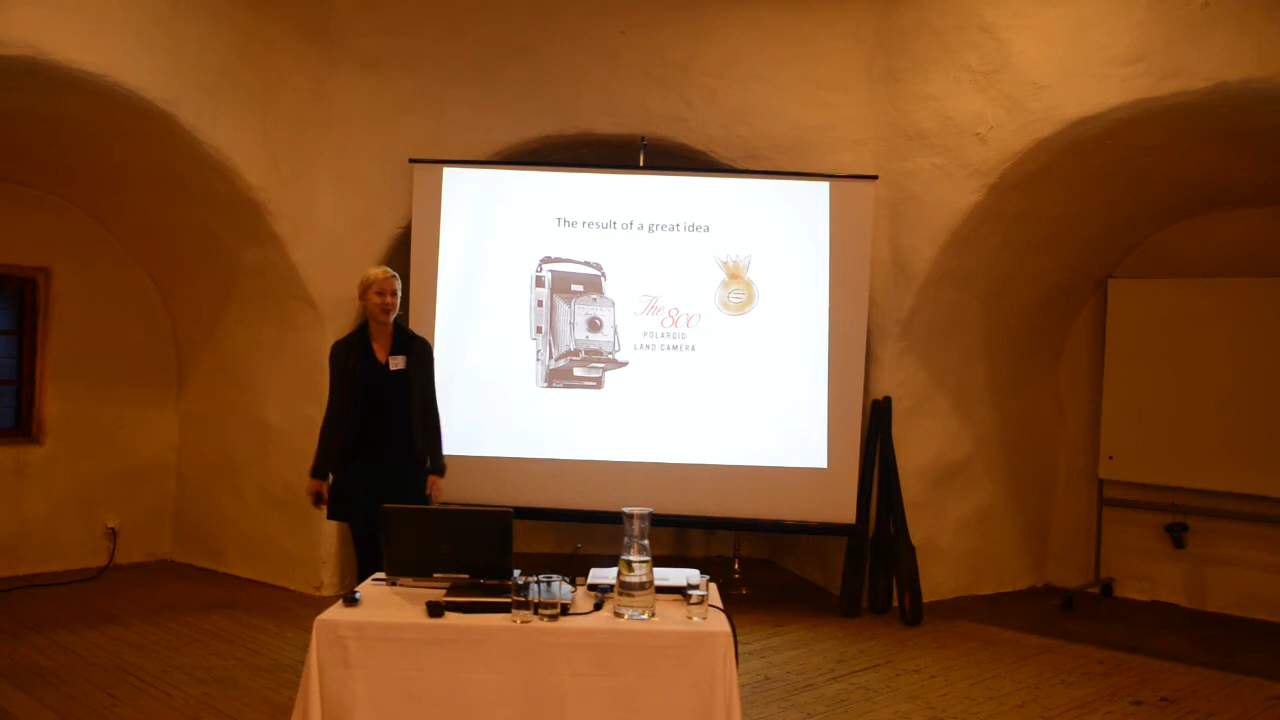 The result of a great idea
The 800
POLAROID
LAND CAMERA
€